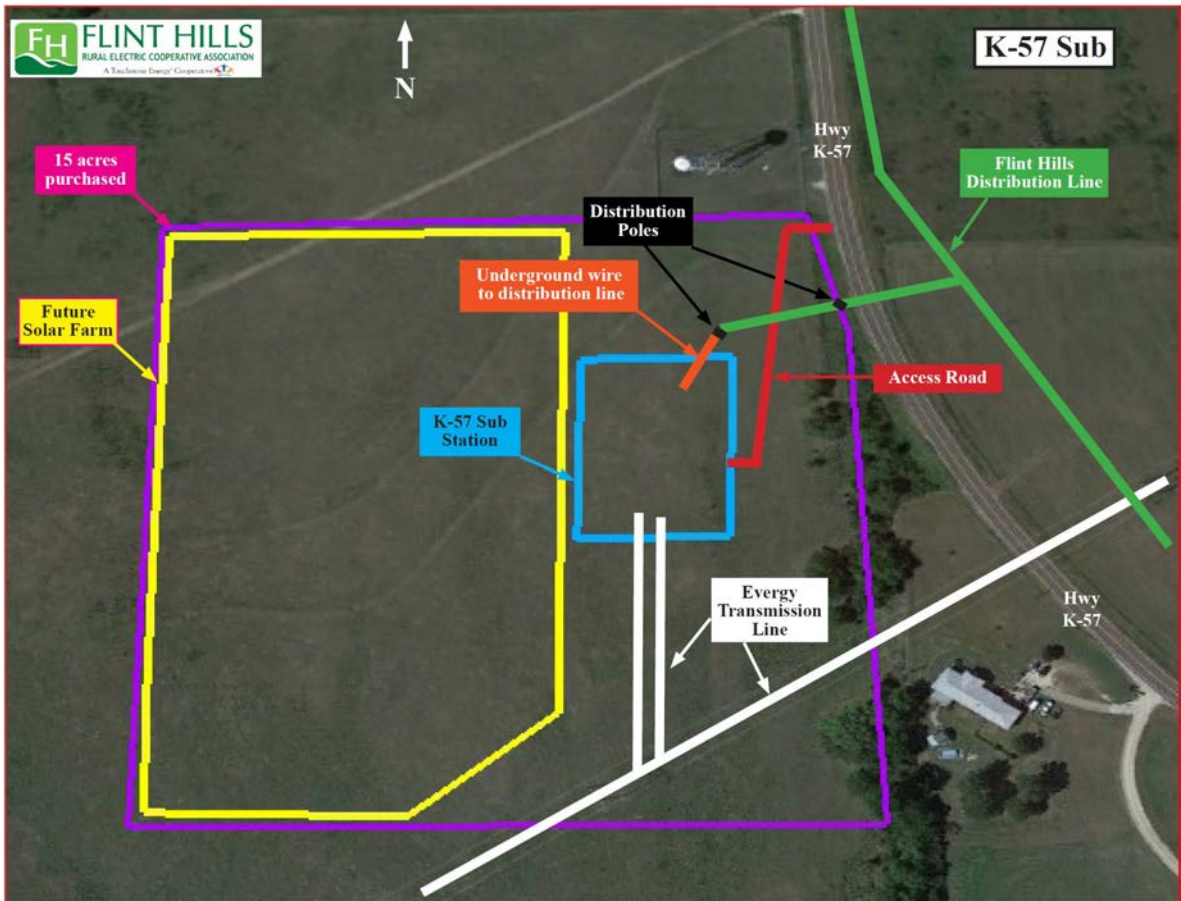 FH
FLINT HILLS
RURAL ELECTRIC COOPERATIVE ASSOCIATION
A Touchstone Energy® Cooperative
N
K-57 Sub
Hwy
K-57
15 acres
purchased
Flint Hills
Distribution Line
Distribution
Poles
Underground wire
to distribution line
Future
Solar Farm
Access Road
K-57 Sub
Station
Evergy
Transmission
Line
Hwy
K-57